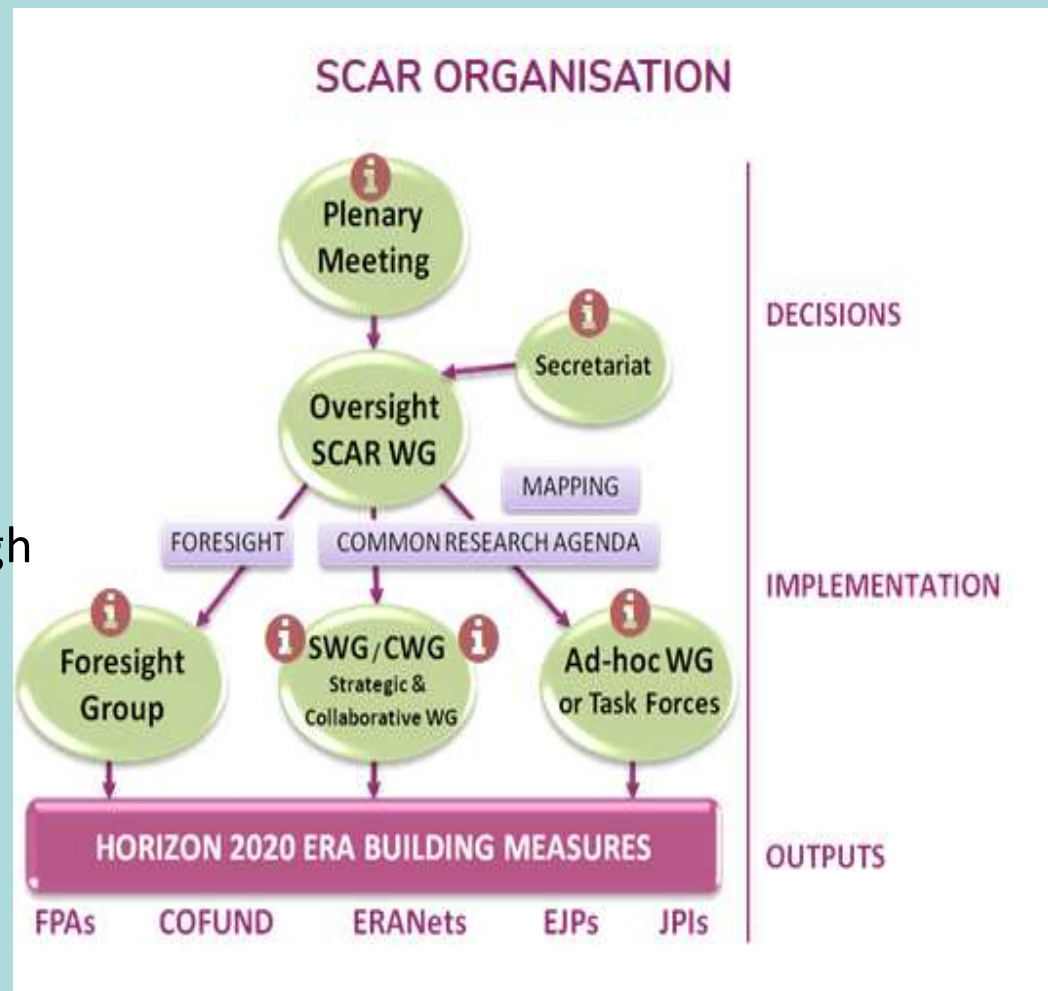 SCAR ORGANISATION
i
Plenary
Meeting
DECISIONS
i
Secretariat
Oversight
SCAR WG
MAPPING
gh
FORESIGHT
COMMON RESEARCH AGENDA
IMPLEMENTATION
i
Foresight
Group
i
SWG/CWG
i
Strategic &
Collaborative WG
i
Ad-hoc WG
or Task Forces
HORIZON 2020 ERA BUILDING MEASURES
OUTPUTS
FPAs COFUND ERANets EJPs JPIs